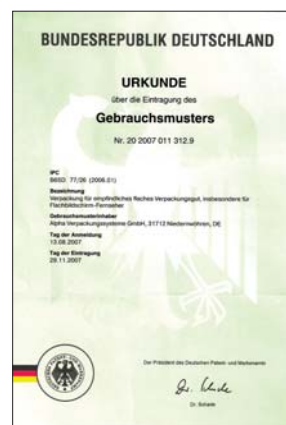 BUNDESREPUBLIK DEUTSCHLAND
URKUNDE
über die Eintragung des
Gebrauchsmusters
Nr. 20 2007 011 312.9
IPC
B65D 77/26 (2006.01)
Bezeichnung
Verpackung für empfindliches flaches Verpackungsgut, insbesondere für
Flachbildschirm-Fernseher
Gebrauchsmusterinhaber
Alpha Verpackungssysteme GmbH, 31712 Niedernwöhren, DE
Tag der Anmeldung
13.08.2007
Tag der Eintragung
29.11.2007
Der Präsident des Deutschen Patent- und Markenamts
Dr. Schade